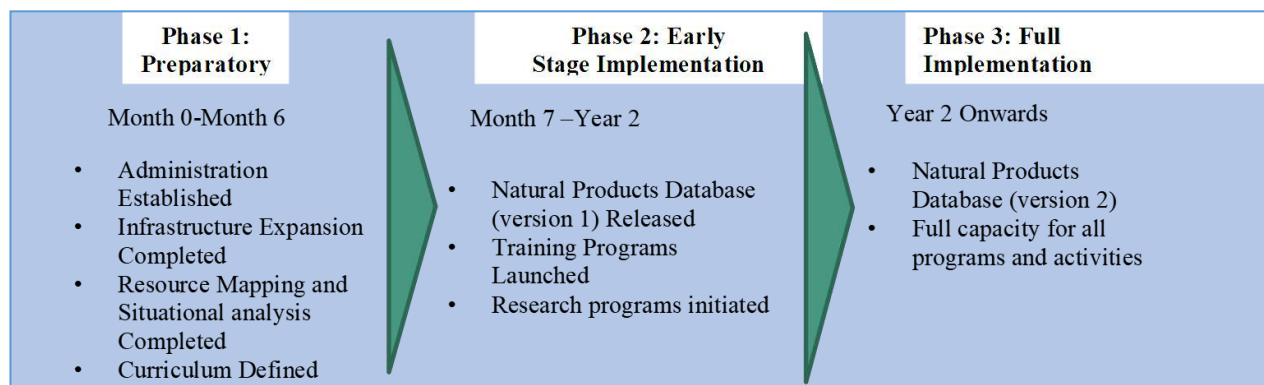 Phase 1:
Preparatory
Month 0-Month 6
• Administration
Established
• Infrastructure Expansion
Completed
• Resource Mapping and
Situational analysis
Completed
• Curriculum Defined
Phase 2: Early
Stage Implementation
Month 7 –Year 2
• Natural Products Database
(version 1) Released
• Training Programs
Launched
• Research programs initiated
Phase 3: Full
Implementation
Year 2 Onwards
• Natural Products
Database (version 2)
• Full capacity for all
programs and activities